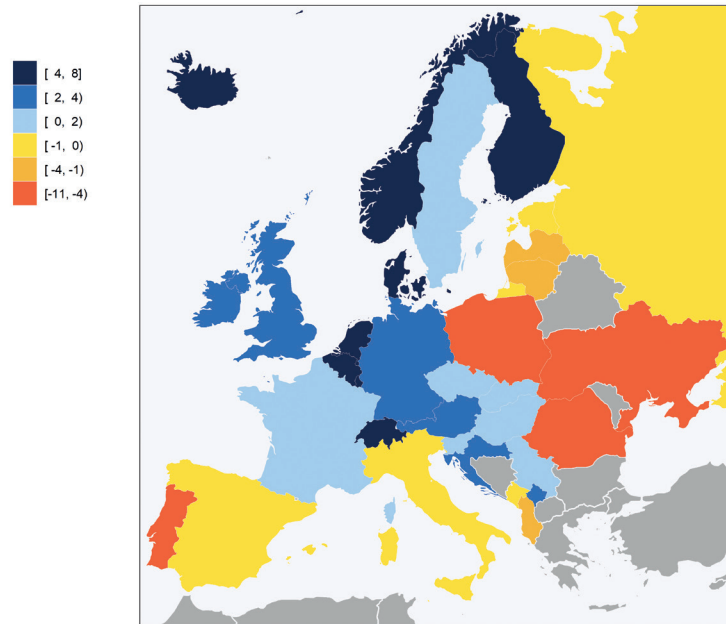 [ 4, 8]
[ 2, 4)
[ 0, 2)
[ -1, 0)
[ -4, -1)
[-11, -4)